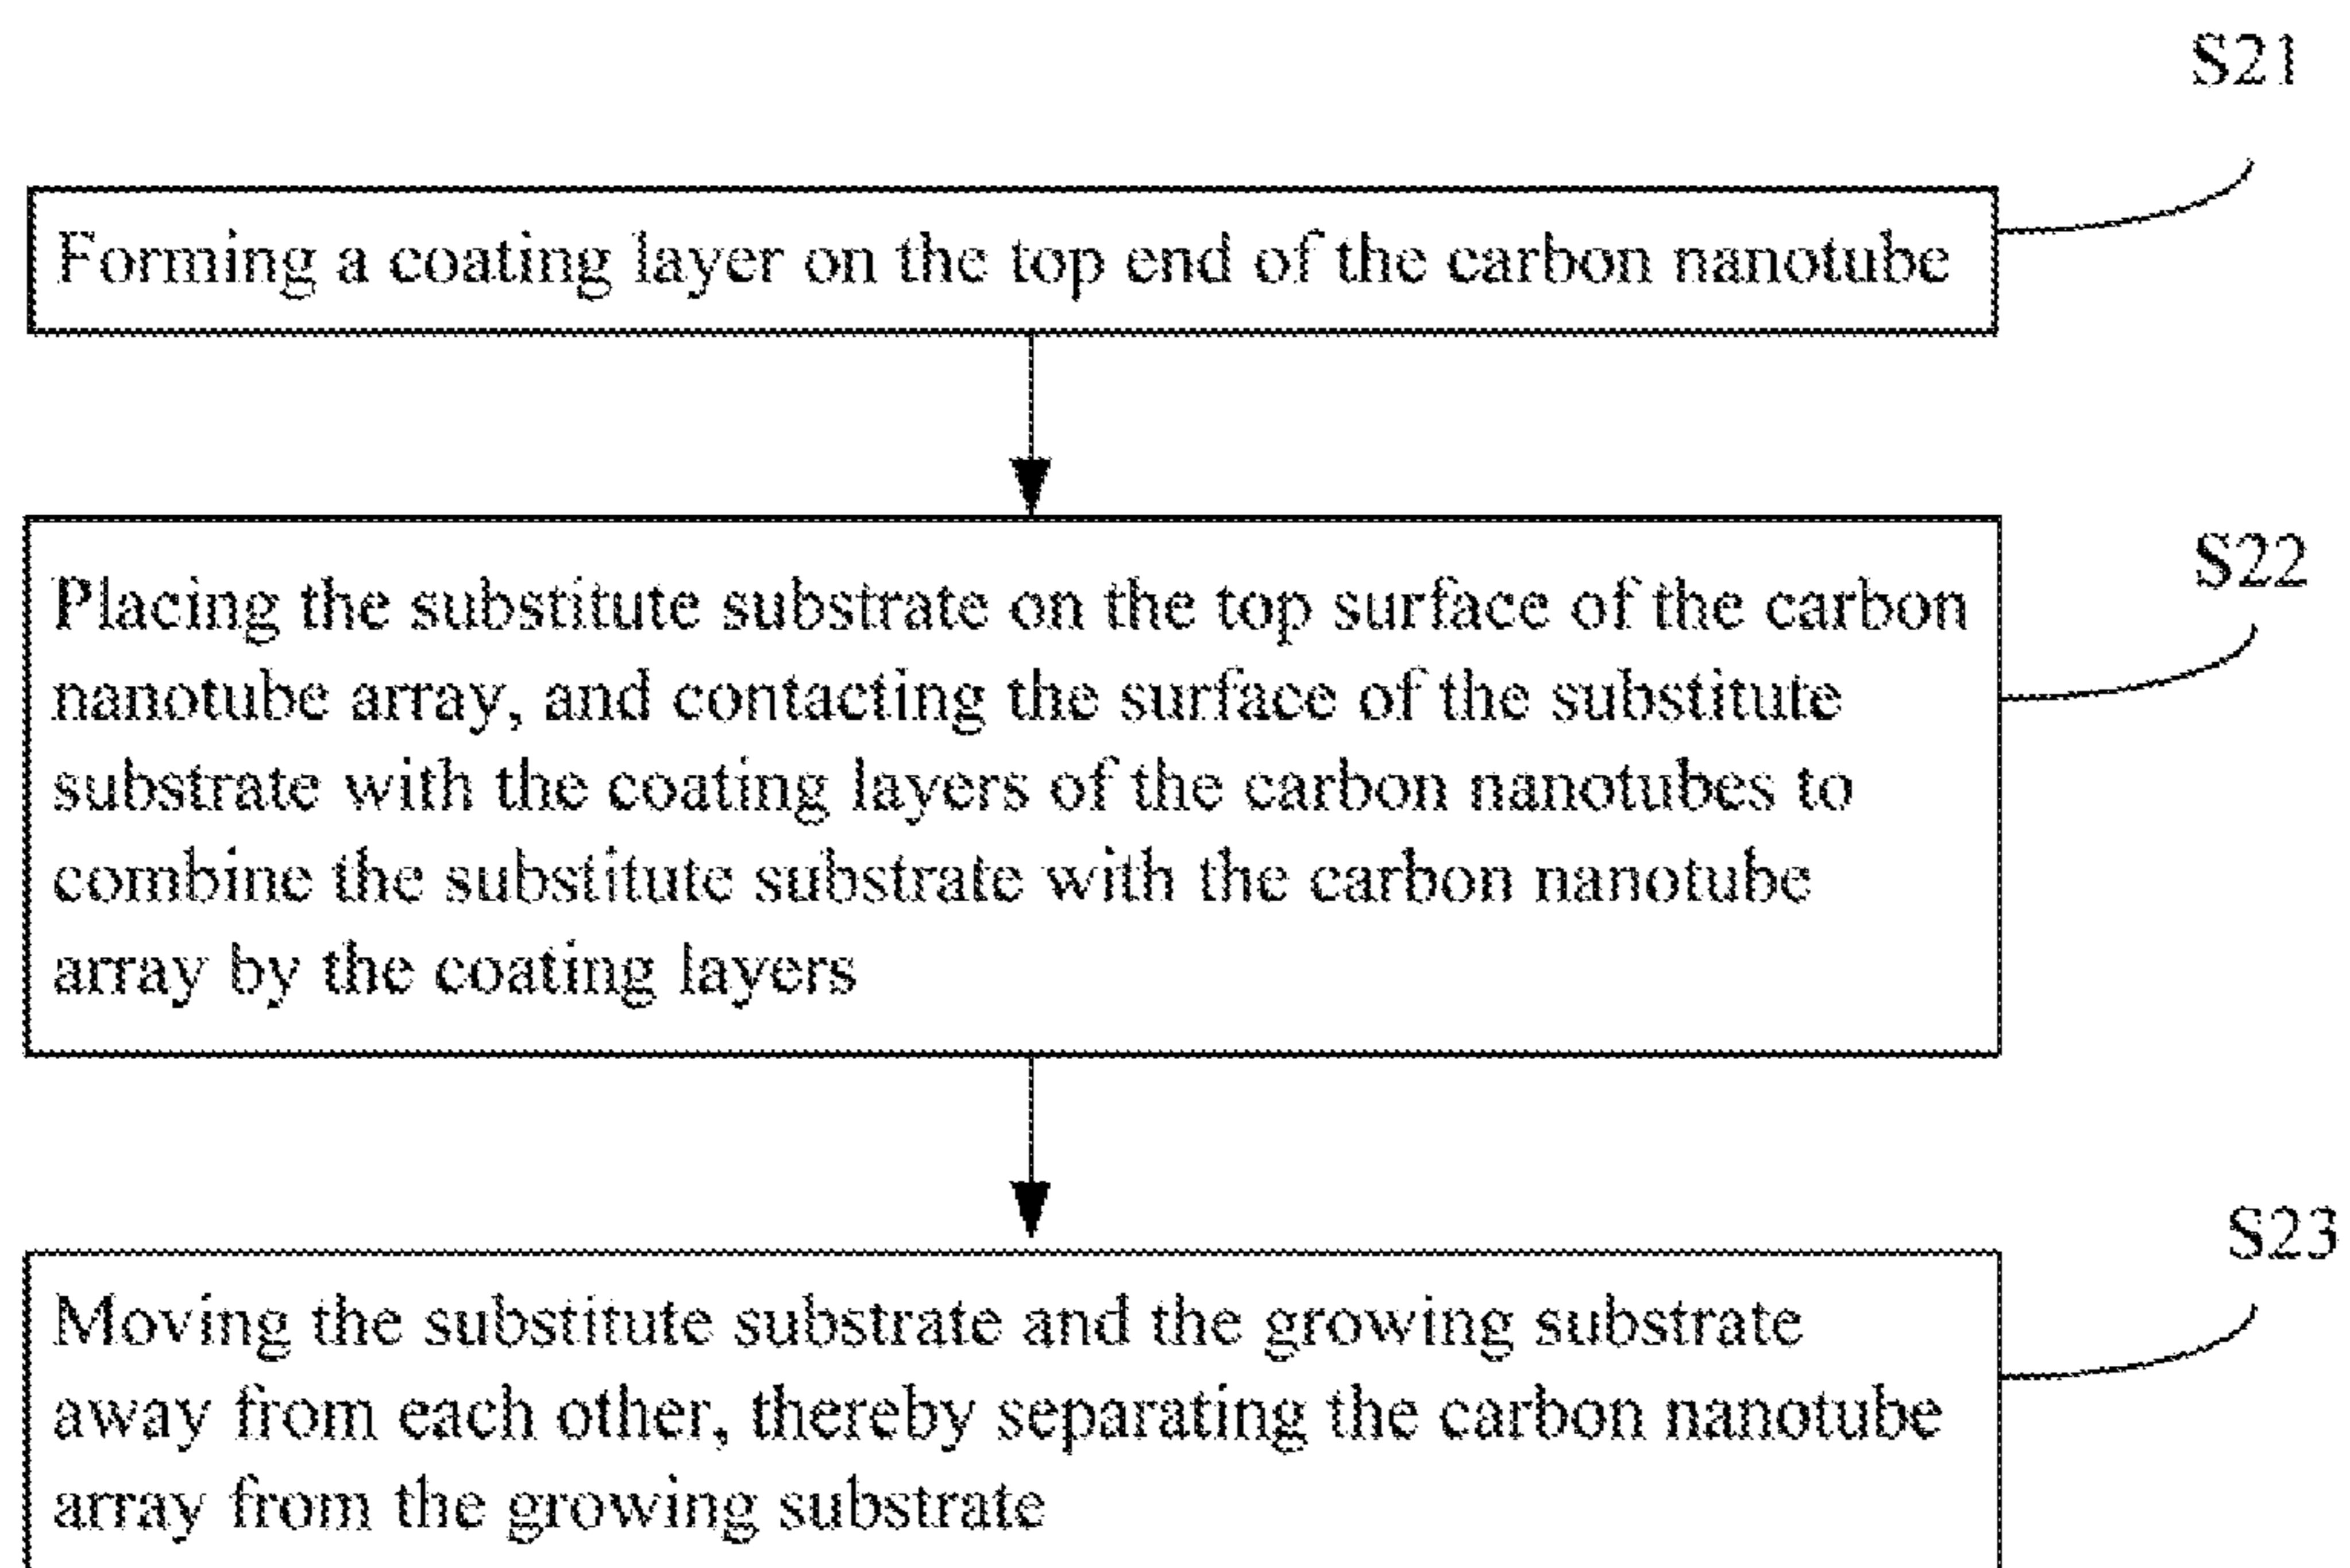 S21
Forming a coating layer on the top end of the carbon nanotube
S22
Placing the substitute substrate on the top surface of the carbon
nanotube array, and contacting the surface of the substitute
substrate with the coating layers of the carbon nanotubes to
combine the substitute substrate with the carbon nanotube
array by the coating layers
S23
Moving the substitute substrate and the growing substrate
away from each other, thereby separating the carbon nanotube
array from the growing substrate